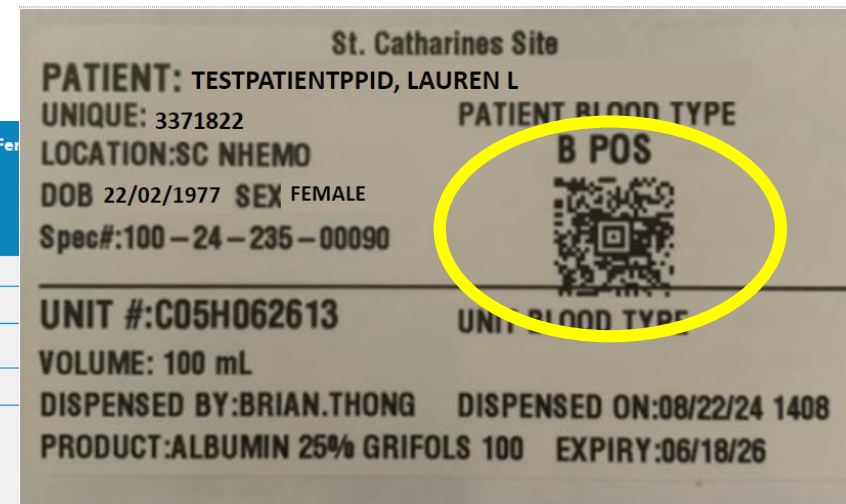 Fer
St. Catharines Site
PATIENT: TESTPATIENTPPID, LAUREN L
UNIQUE: 3371822
PATIENT BLOOD TYPE
LOCATION:SC NHEMO
B POS
DOB 22/02/1977 SEX FEMALE
Spec#:100-24-235-00090
UNIT #:C05H062613
UNIT BLOOD TYPE
VOLUME: 100 mL
DISPENSED BY:BRIAN.THONG DISPENSED ON:08/22/24 1408
PRODUCT:ALBUMIN 25% GRIFOLS 100 EXPIRY:06/18/26